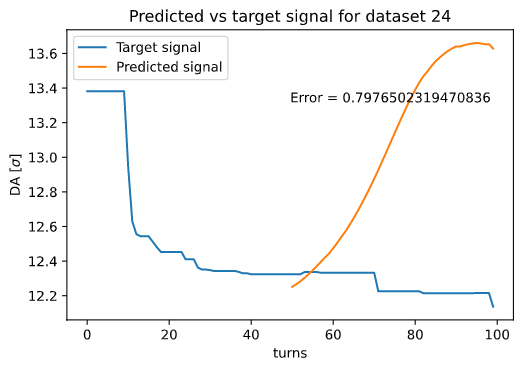 Predicted vs target signal for dataset 24
Target signal
Predicted signal
Error = 0.7976502319470836
DA [σ]
13.6
13.4
13.2
13.0
12.8
12.6
12.4
12.2
0 20 40 60 80 100
turns